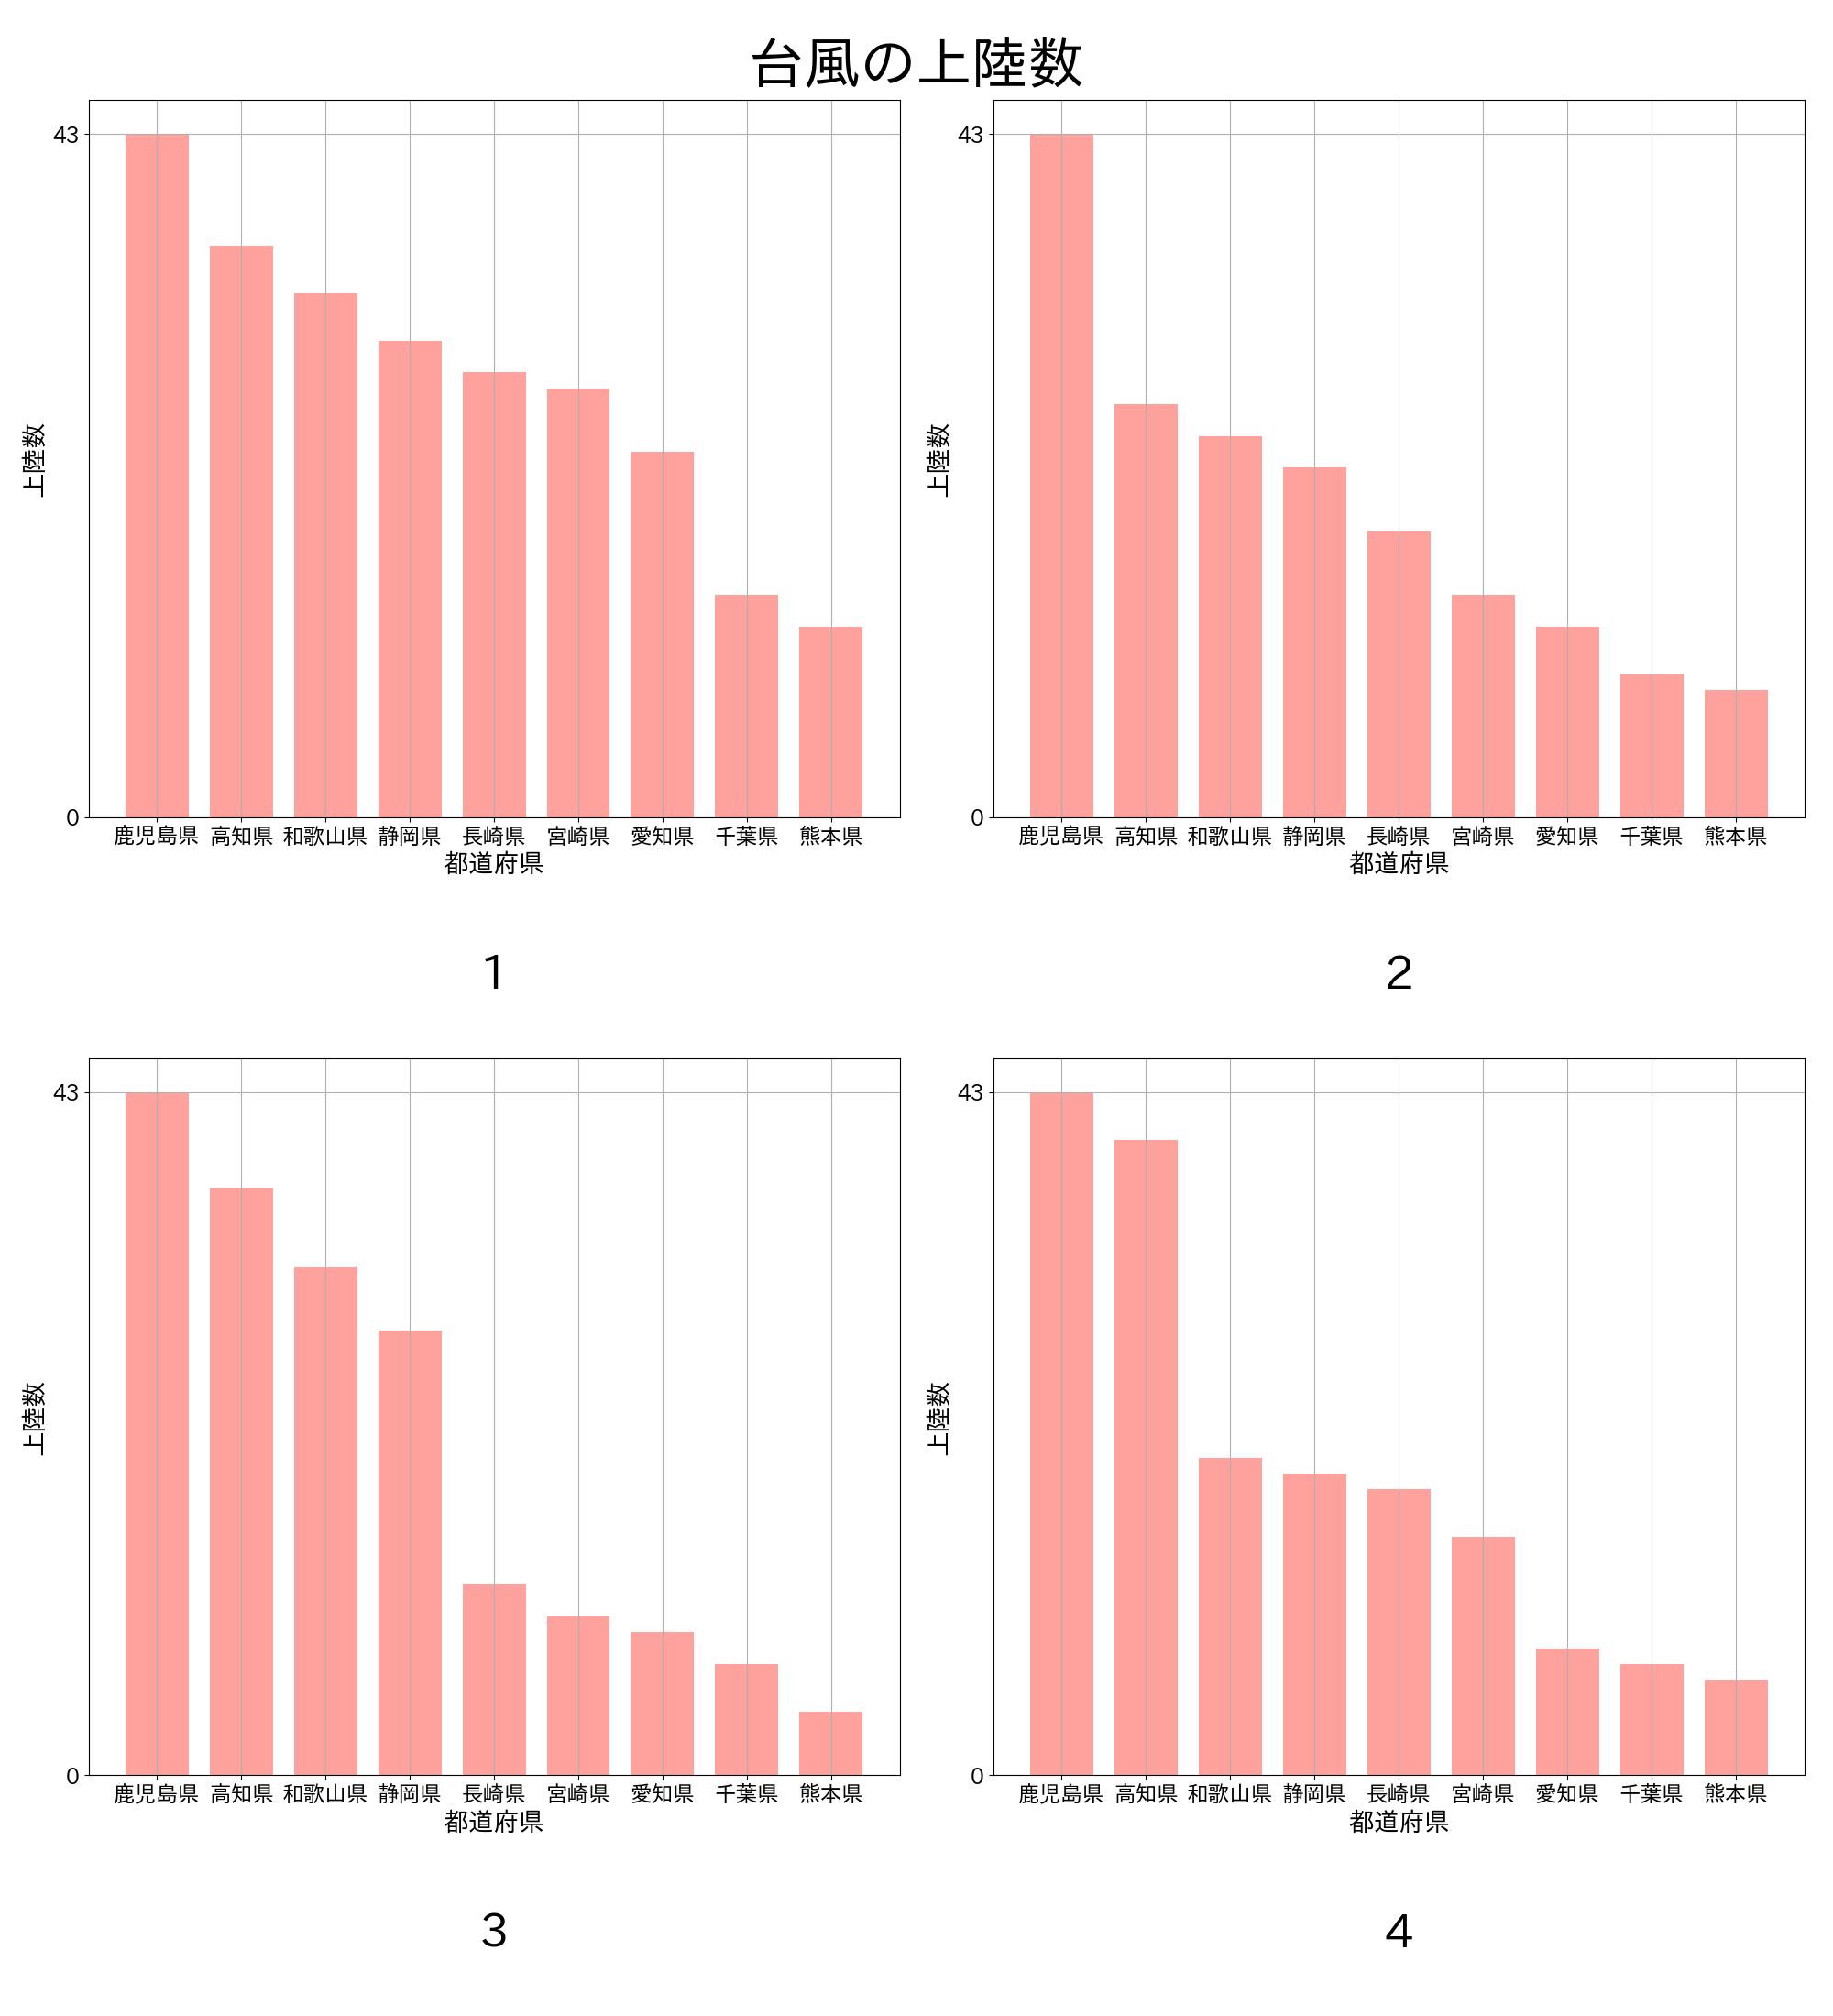 台風の上陸数
43
0
上陸数
鹿児島県 高知県 和歌山県 静岡県 長崎県 宮崎県 愛知県 千葉県 熊本県
都道府県
1
43
0
上陸数
鹿児島県 高知県 和歌山県 静岡県 長崎県 宮崎県 愛知県 千葉県 熊本県
都道府県
2
43
0
上陸数
鹿児島県 高知県 和歌山県 静岡県 長崎県 宮崎県 愛知県 千葉県 熊本県
都道府県
3
43
0
上陸数
鹿児島県 高知県 和歌山県 静岡県 長崎県 宮崎県 愛知県 千葉県 熊本県
都道府県
4